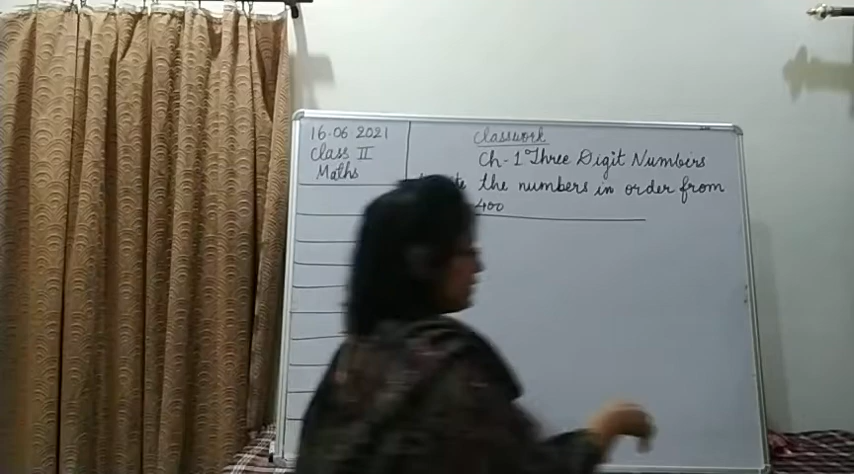 16.06.2021
Class II
Maths
Classwork
Ch-1 Three Digit Numbers
the numbers in order from
400